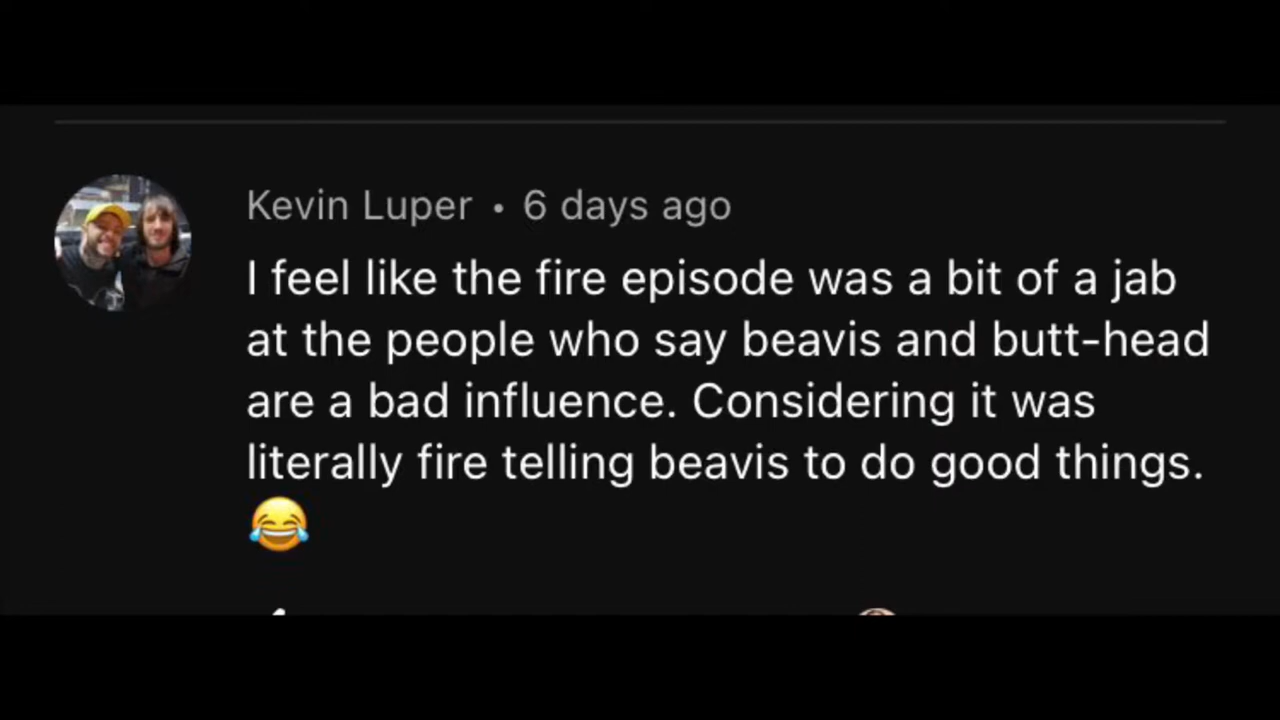 Kevin Luper • 6 days ago
I feel like the fire episode was a bit of a jab
at the people who say beavis and butt-head
are a bad influence. Considering it was
literally fire telling beavis to do good things.
😂